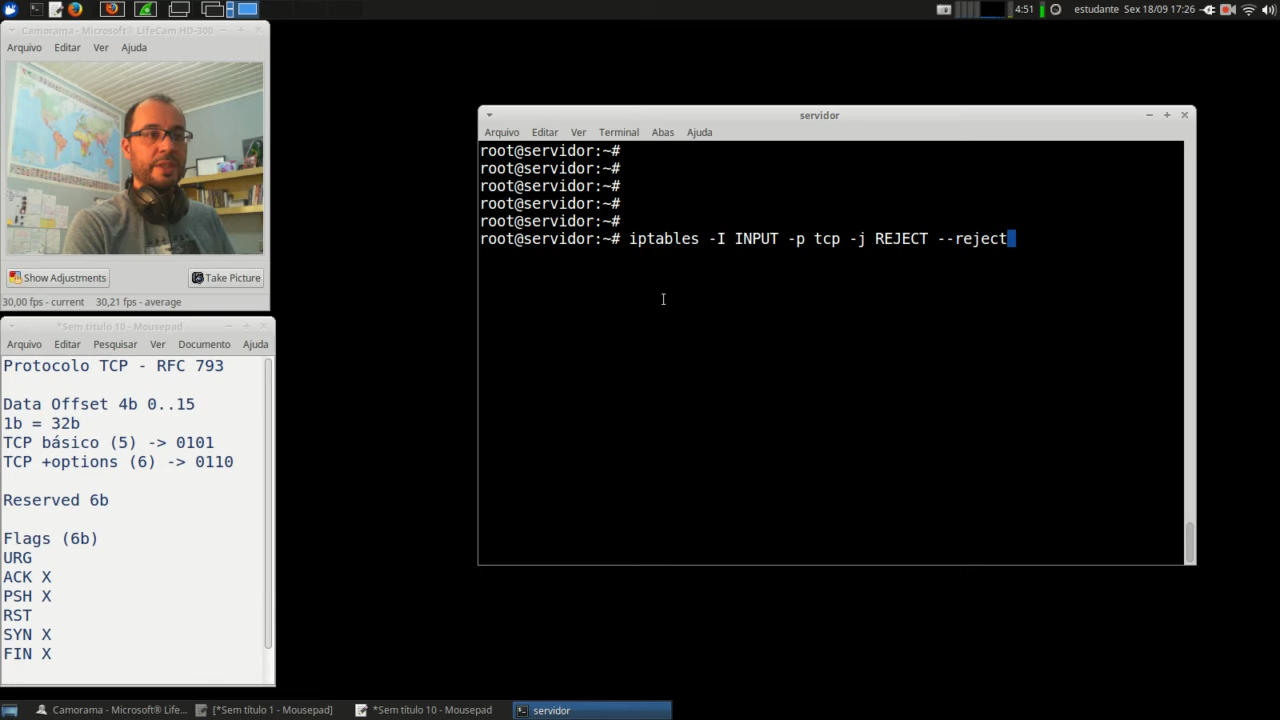 4:51 estudante Sex 18/09 17:26
Camorama - Microsoft® LifeCam HD-300
Arquivo Editar Ver Ajuda
Show Adjustments Take Picture
30,00 fps - current 30,21 fps - average
*Sem título 10 - Mousepad
Arquivo Editar Pesquisar Ver Documento Ajuda
Protocolo TCP - RFC 793
Data Offset 4b 0..15
1b = 32b
TCP básico (5) -> 0101
TCP +options (6) -> 0110
Reserved 6b
Flags (6b)
URG
ACK X
PSH X
RST
SYN X
FIN X
servidor
Arquivo Editar Ver Terminal Abas Ajuda
root@servidor:~#
root@servidor:~#
root@servidor:~#
root@servidor:~#
root@servidor:~#
root@servidor:~# iptables -I INPUT -p tcp -j REJECT --reject
Camorama - Microsoft® Life... [*Sem título 1 - Mousepad] *Sem título 10 - Mousepad servidor